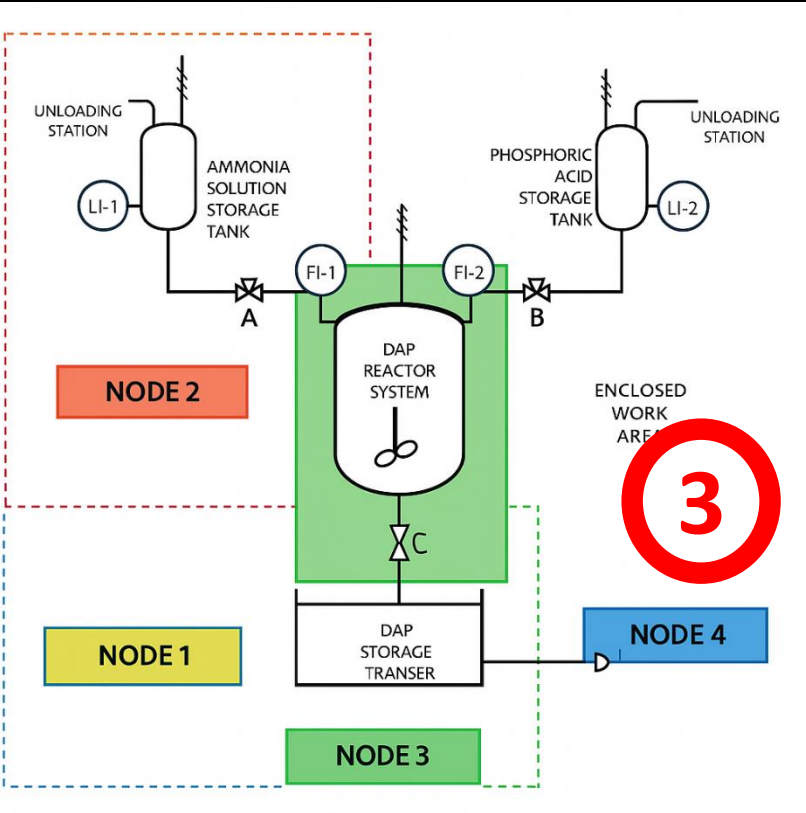 UNLOADING
STATION
LI-1
AMMONIA
SOLUTION
STORAGE
TANK
PHOSPHORIC
ACID
STORAGE
TANK
UNLOADING
STATION
LI-2
FI-1
FI-2
A
B
DAP
REACTOR
SYSTEM
NODE 2
ENCLOSED
WORK
AREA
3
C
NODE 1
DAP
STORAGE
TRANSER
NODE 4
NODE 3